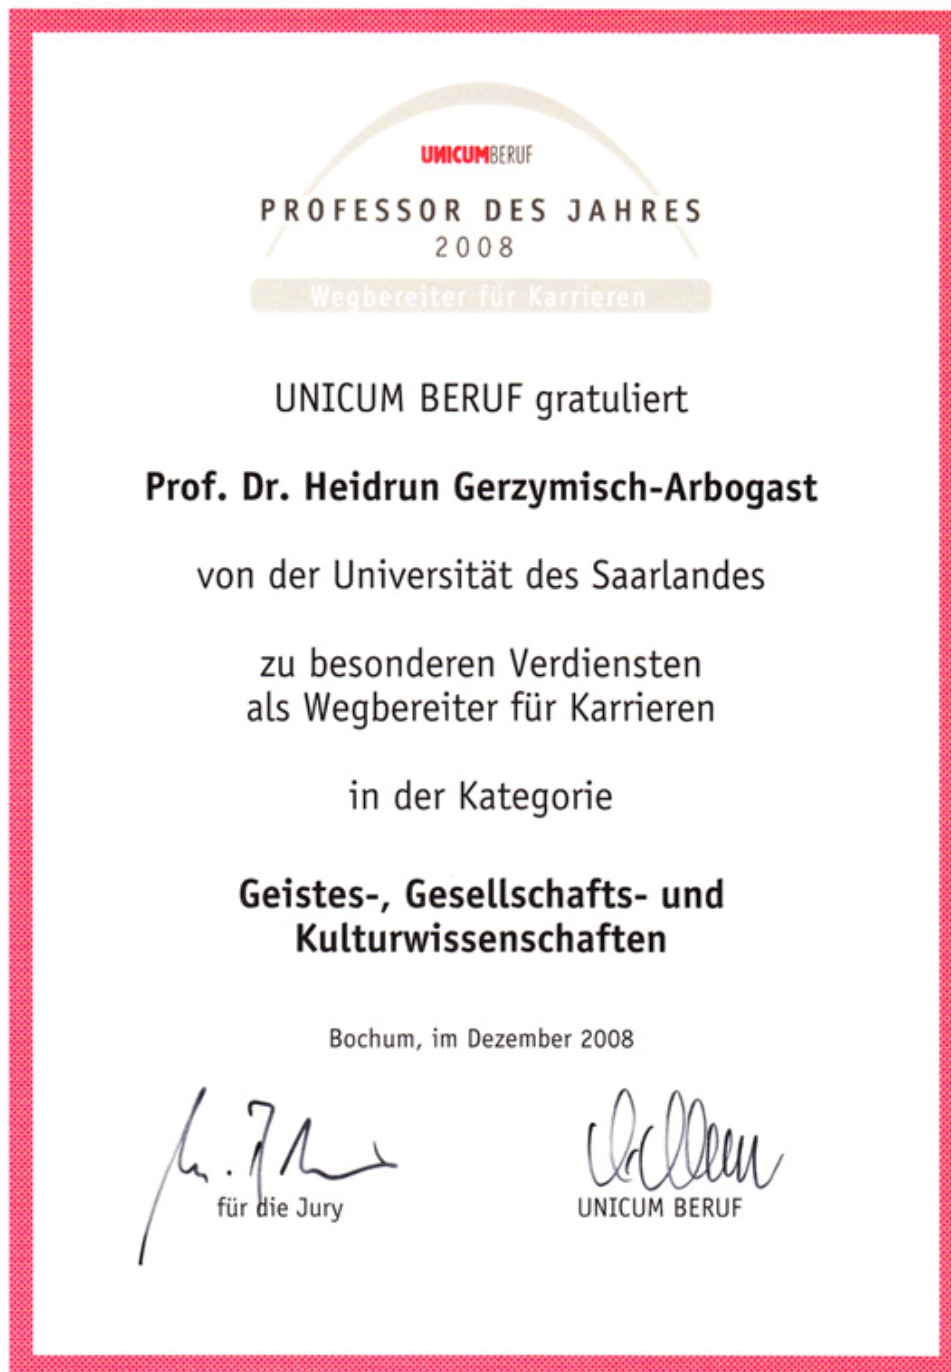 UNICUMBERUF
PROFESSOR DES JAHRES
2008
Wegbereiter für Karrieren
UNICUM BERUF gratuliert
Prof. Dr. Heidrun Gerzymisch-Arbogast
von der Universität des Saarlandes
zu besonderen Verdiensten
als Wegbereiter für Karrieren
in der Kategorie
Geistes-, Gesellschafts- und
Kulturwissenschaften
Bochum, im Dezember 2008
für die Jury
UNICUM BERUF